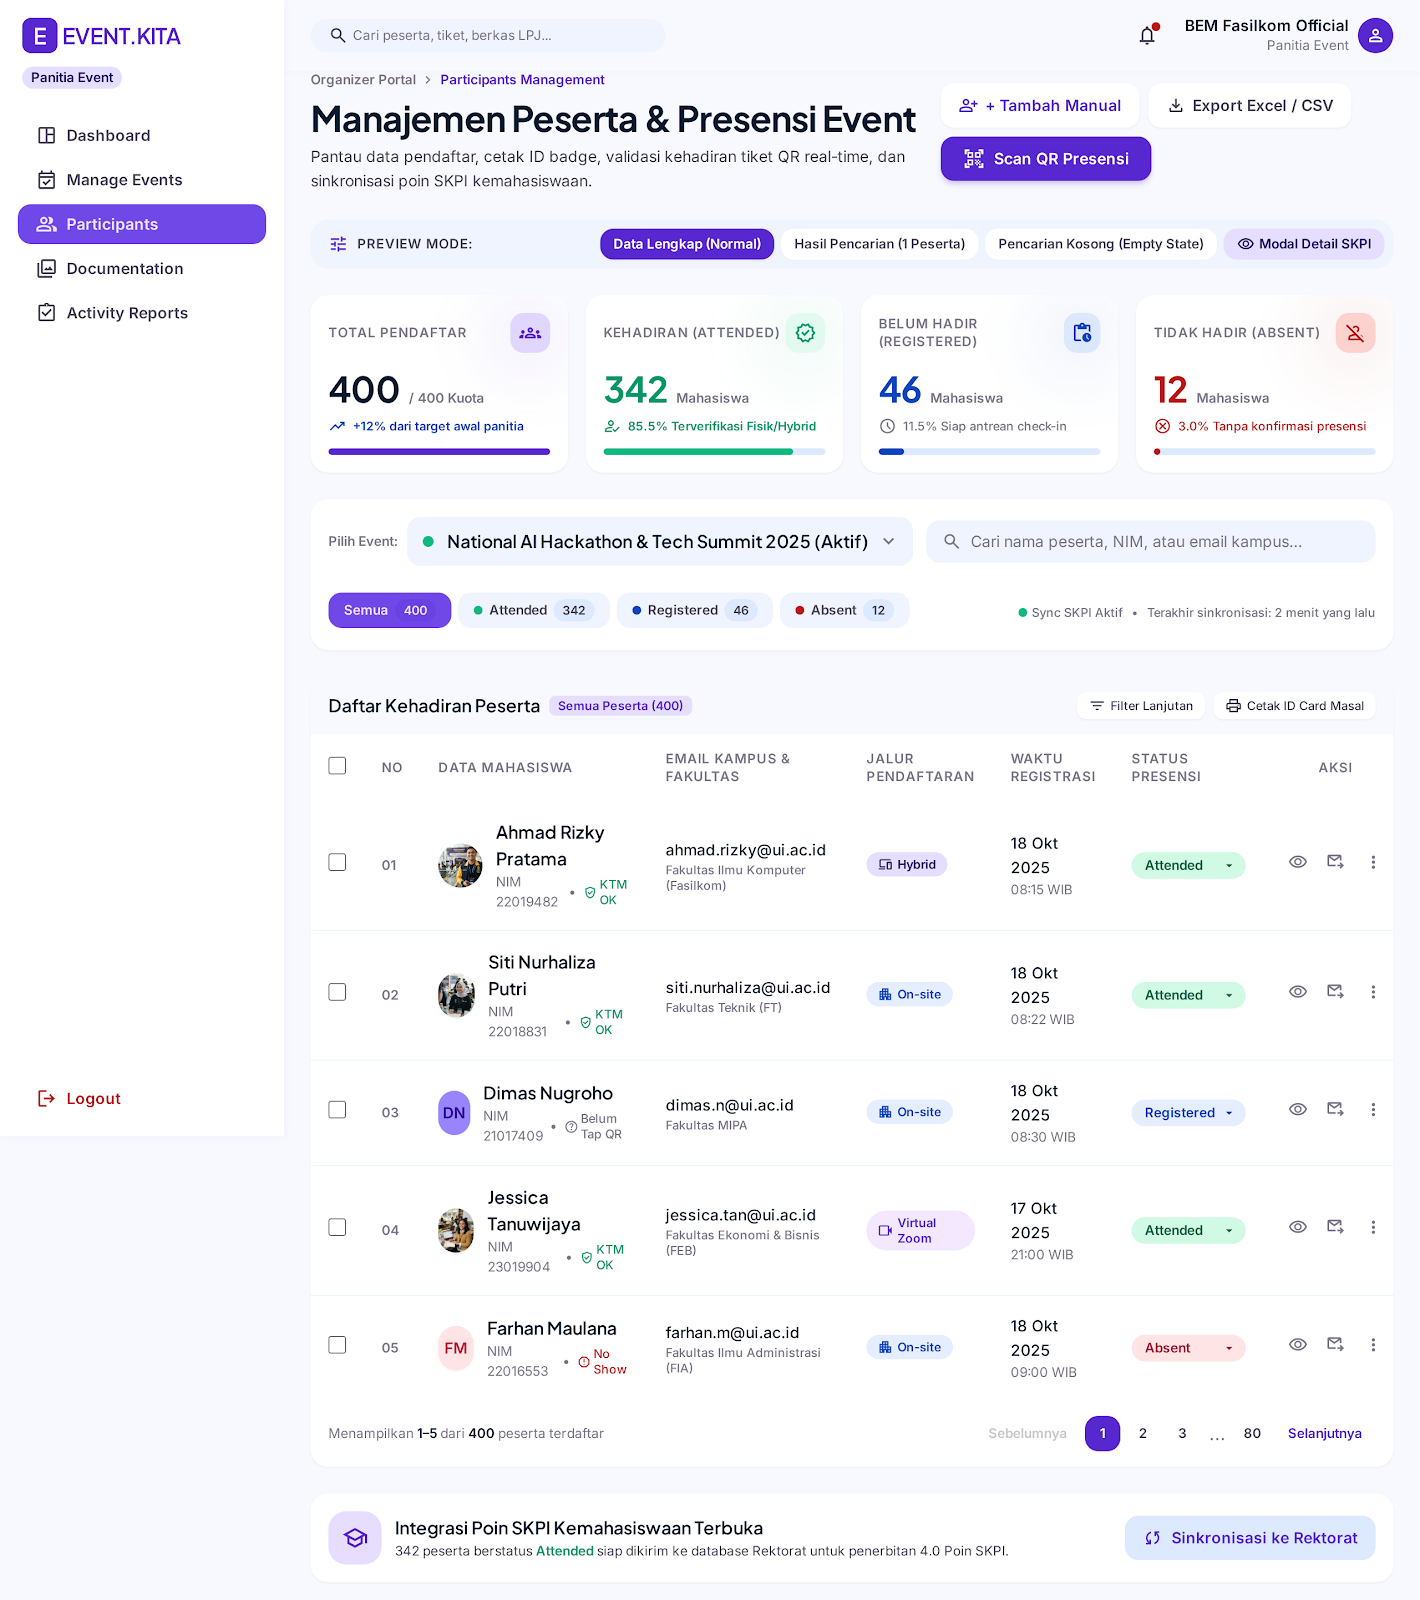 E EVENT.KITA
Panitia Event
Dashboard
Manage Events
Participants
Documentation
Activity Reports
Logout
Cari peserta, tiket, berkas LPJ...
BEM Fasilkom Official
Panitia Event
Organizer Portal > Participants Management
Manajemen Peserta & Presensi Event
Pantau data pendaftar, cetak ID badge, validasi kehadiran tiket QR real-time, dan
sinkronisasi poin SKPI kemahasiswaan.
+ Tambah Manual
Export Excel / CSV
Scan QR Presensi
PREVIEW MODE:
Data Lengkap (Normal)
Hasil Pencarian (1 Peserta)
Pencarian Kosong (Empty State)
Modal Detail SKPI
TOTAL PENDAFTAR
400 / 400 Kuota
+12% dari target awal panitia
KEHADIRAN (ATTENDED)
342 Mahasiswa
85.5% Terverifikasi Fisik/Hybrid
BELUM HADIR
(REGISTERED)
46 Mahasiswa
11.5% Siap antrean check-in
TIDAK HADIR (ABSENT)
12 Mahasiswa
3.0% Tanpa konfirmasi presensi
Pilih Event:
National AI Hackathon & Tech Summit 2025 (Aktif)
Cari nama peserta, NIM, atau email kampus...
Semua 400
Attended 342
Registered 46
Absent 12
Sync SKPI Aktif • Terakhir sinkronisasi: 2 menit yang lalu
Daftar Kehadiran Peserta
Semua Peserta (400)
Filter Lanjutan
Cetak ID Card Masal
NO
DATA MAHASISWA
EMAIL KAMPUS &
FAKULTAS
JALUR
PENDAFTARAN
WAKTU
REGISTRASI
STATUS
PRESENSI
AKSI
01
Ahmad Rizky
Pratama
NIM
22019482
•
KTM
OK
ahmad.rizky@ui.ac.id
Fakultas Ilmu Komputer
(Fasilkom)
Hybrid
18 Okt
2025
08:15 WIB
Attended
02
Siti Nurhaliza
Putri
NIM
22018831
•
KTM
OK
siti.nurhaliza@ui.ac.id
Fakultas Teknik (FT)
On-site
18 Okt
2025
08:22 WIB
Attended
03
DN
Dimas Nugroho
NIM
21017409
•
Belum
Tap QR
dimas.n@ui.ac.id
Fakultas MIPA
On-site
18 Okt
2025
08:30 WIB
Registered
04
Jessica
Tanuwijaya
NIM
23019904
•
KTM
OK
jessica.tan@ui.ac.id
Fakultas Ekonomi & Bisnis
(FEB)
Virtual
Zoom
17 Okt
2025
21:00 WIB
Attended
05
FM
Farhan Maulana
NIM
22016553
•
No
Show
farhan.m@ui.ac.id
Fakultas Ilmu Administrasi
(FIA)
On-site
18 Okt
2025
09:00 WIB
Absent
Menampilkan 1–5 dari 400 peserta terdaftar
Sebelumnya 1 2 3 ... 80 Selanjutnya
Integrasi Poin SKPI Kemahasiswaan Terbuka
342 peserta berstatus Attended siap dikirim ke database Rektorat untuk penerbitan 4.0 Poin SKPI.
Sinkronisasi ke Rektorat